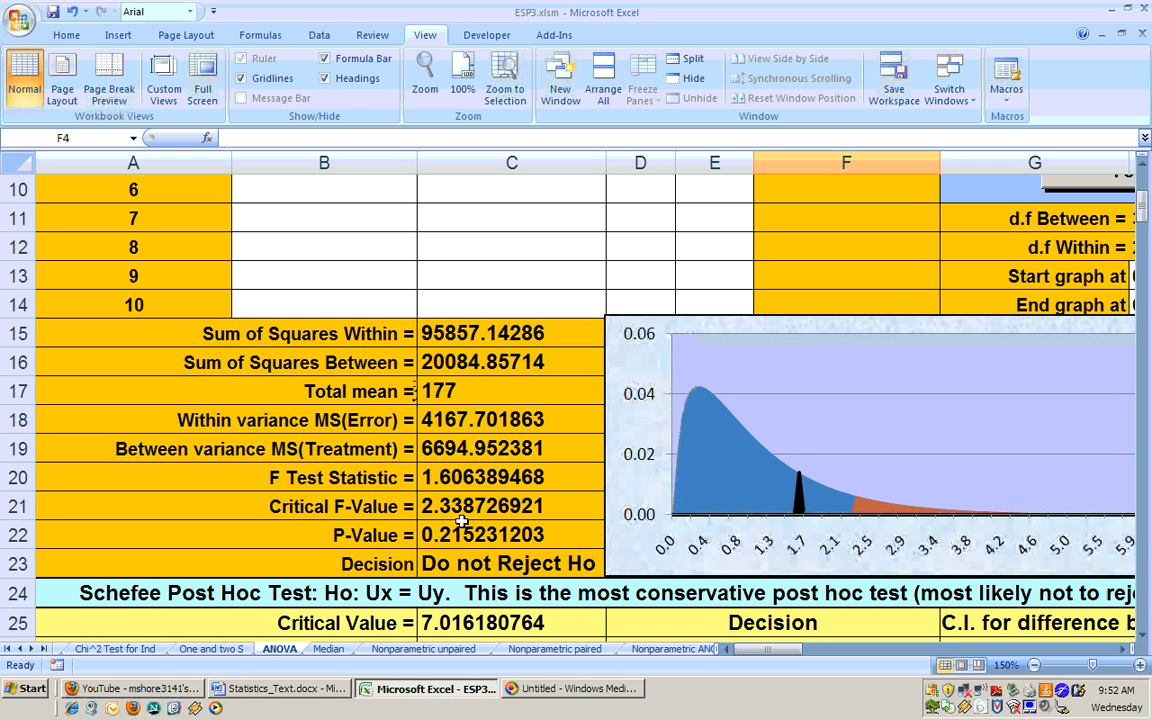 Arial
ESP3.xlsm - Microsoft Excel
Home Insert Page Layout Formulas Data Review View Developer Add-Ins
Normal
Page Layout
Page Break Preview
Custom Views
Full Screen
Workbook Views
Ruler
Formula Bar
Gridlines
Headings
Message Bar
Show/Hide
Zoom
100%
Zoom to Selection
Zoom
New Window
Arrange All
Freeze Panes
Split
Hide
Unhide
View Side by Side
Synchronous Scrolling
Reset Window Position
Window
Save Workspace
Switch Windows
Macros
Macros
F4
fx
A B C D E F G
10 6
11 7 d.f Between =
12 8 d.f Within =
13 9 Start graph at
14 10 End graph at
15 Sum of Squares Within = 95857.14286
16 Sum of Squares Between = 20084.85714
17 Total mean = 177
18 Within variance MS(Error) = 4167.701863
19 Between variance MS(Treatment) = 6694.952381
20 F Test Statistic = 1.606389468
21 Critical F-Value = 2.338726921
22 P-Value = 0.215231203
23 Decision Do not Reject Ho
0.06
0.04
0.02
0.00
0.0 0.4 0.8 1.3 1.7 2.1 2.5 2.9 3.4 3.8 4.2 4.6 5.0 5.5 5.9
24 Schefee Post Hoc Test: Ho: Ux = Uy. This is the most conservative post hoc test (most likely not to reje
25 Critical Value = 7.016180764 Decision C.I. for difference b
Chi^2 Test for Ind One and two S ANOVA Median Nonparametric unpaired Nonparametric paired Nonparametric ANO
Ready 150%
Start YouTube - mshore3141's... Statistics_Text.docx - Mi... Microsoft Excel - ESP3... Untitled - Windows Medi... 9:52 AM
Wednesday